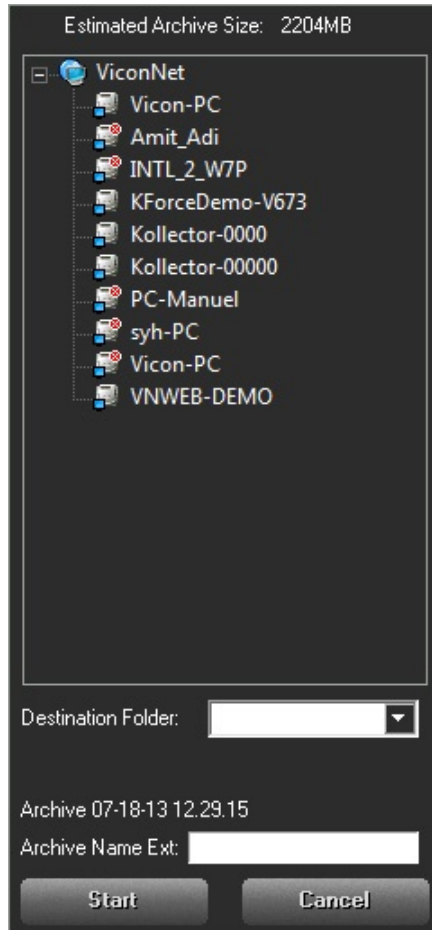 Estimated Archive Size: 2204MB
ViconNet
Vicon-PC
Amit_Adi
INTL_2_W7P
KForceDemo-V673
Kollector-0000
Kollector-00000
PC-Manuel
syh-PC
Vicon-PC
VNWEB-DEMO
Destination Folder:
Archive 07-18-13 12.29.15
Archive Name Ext:
Start Cancel